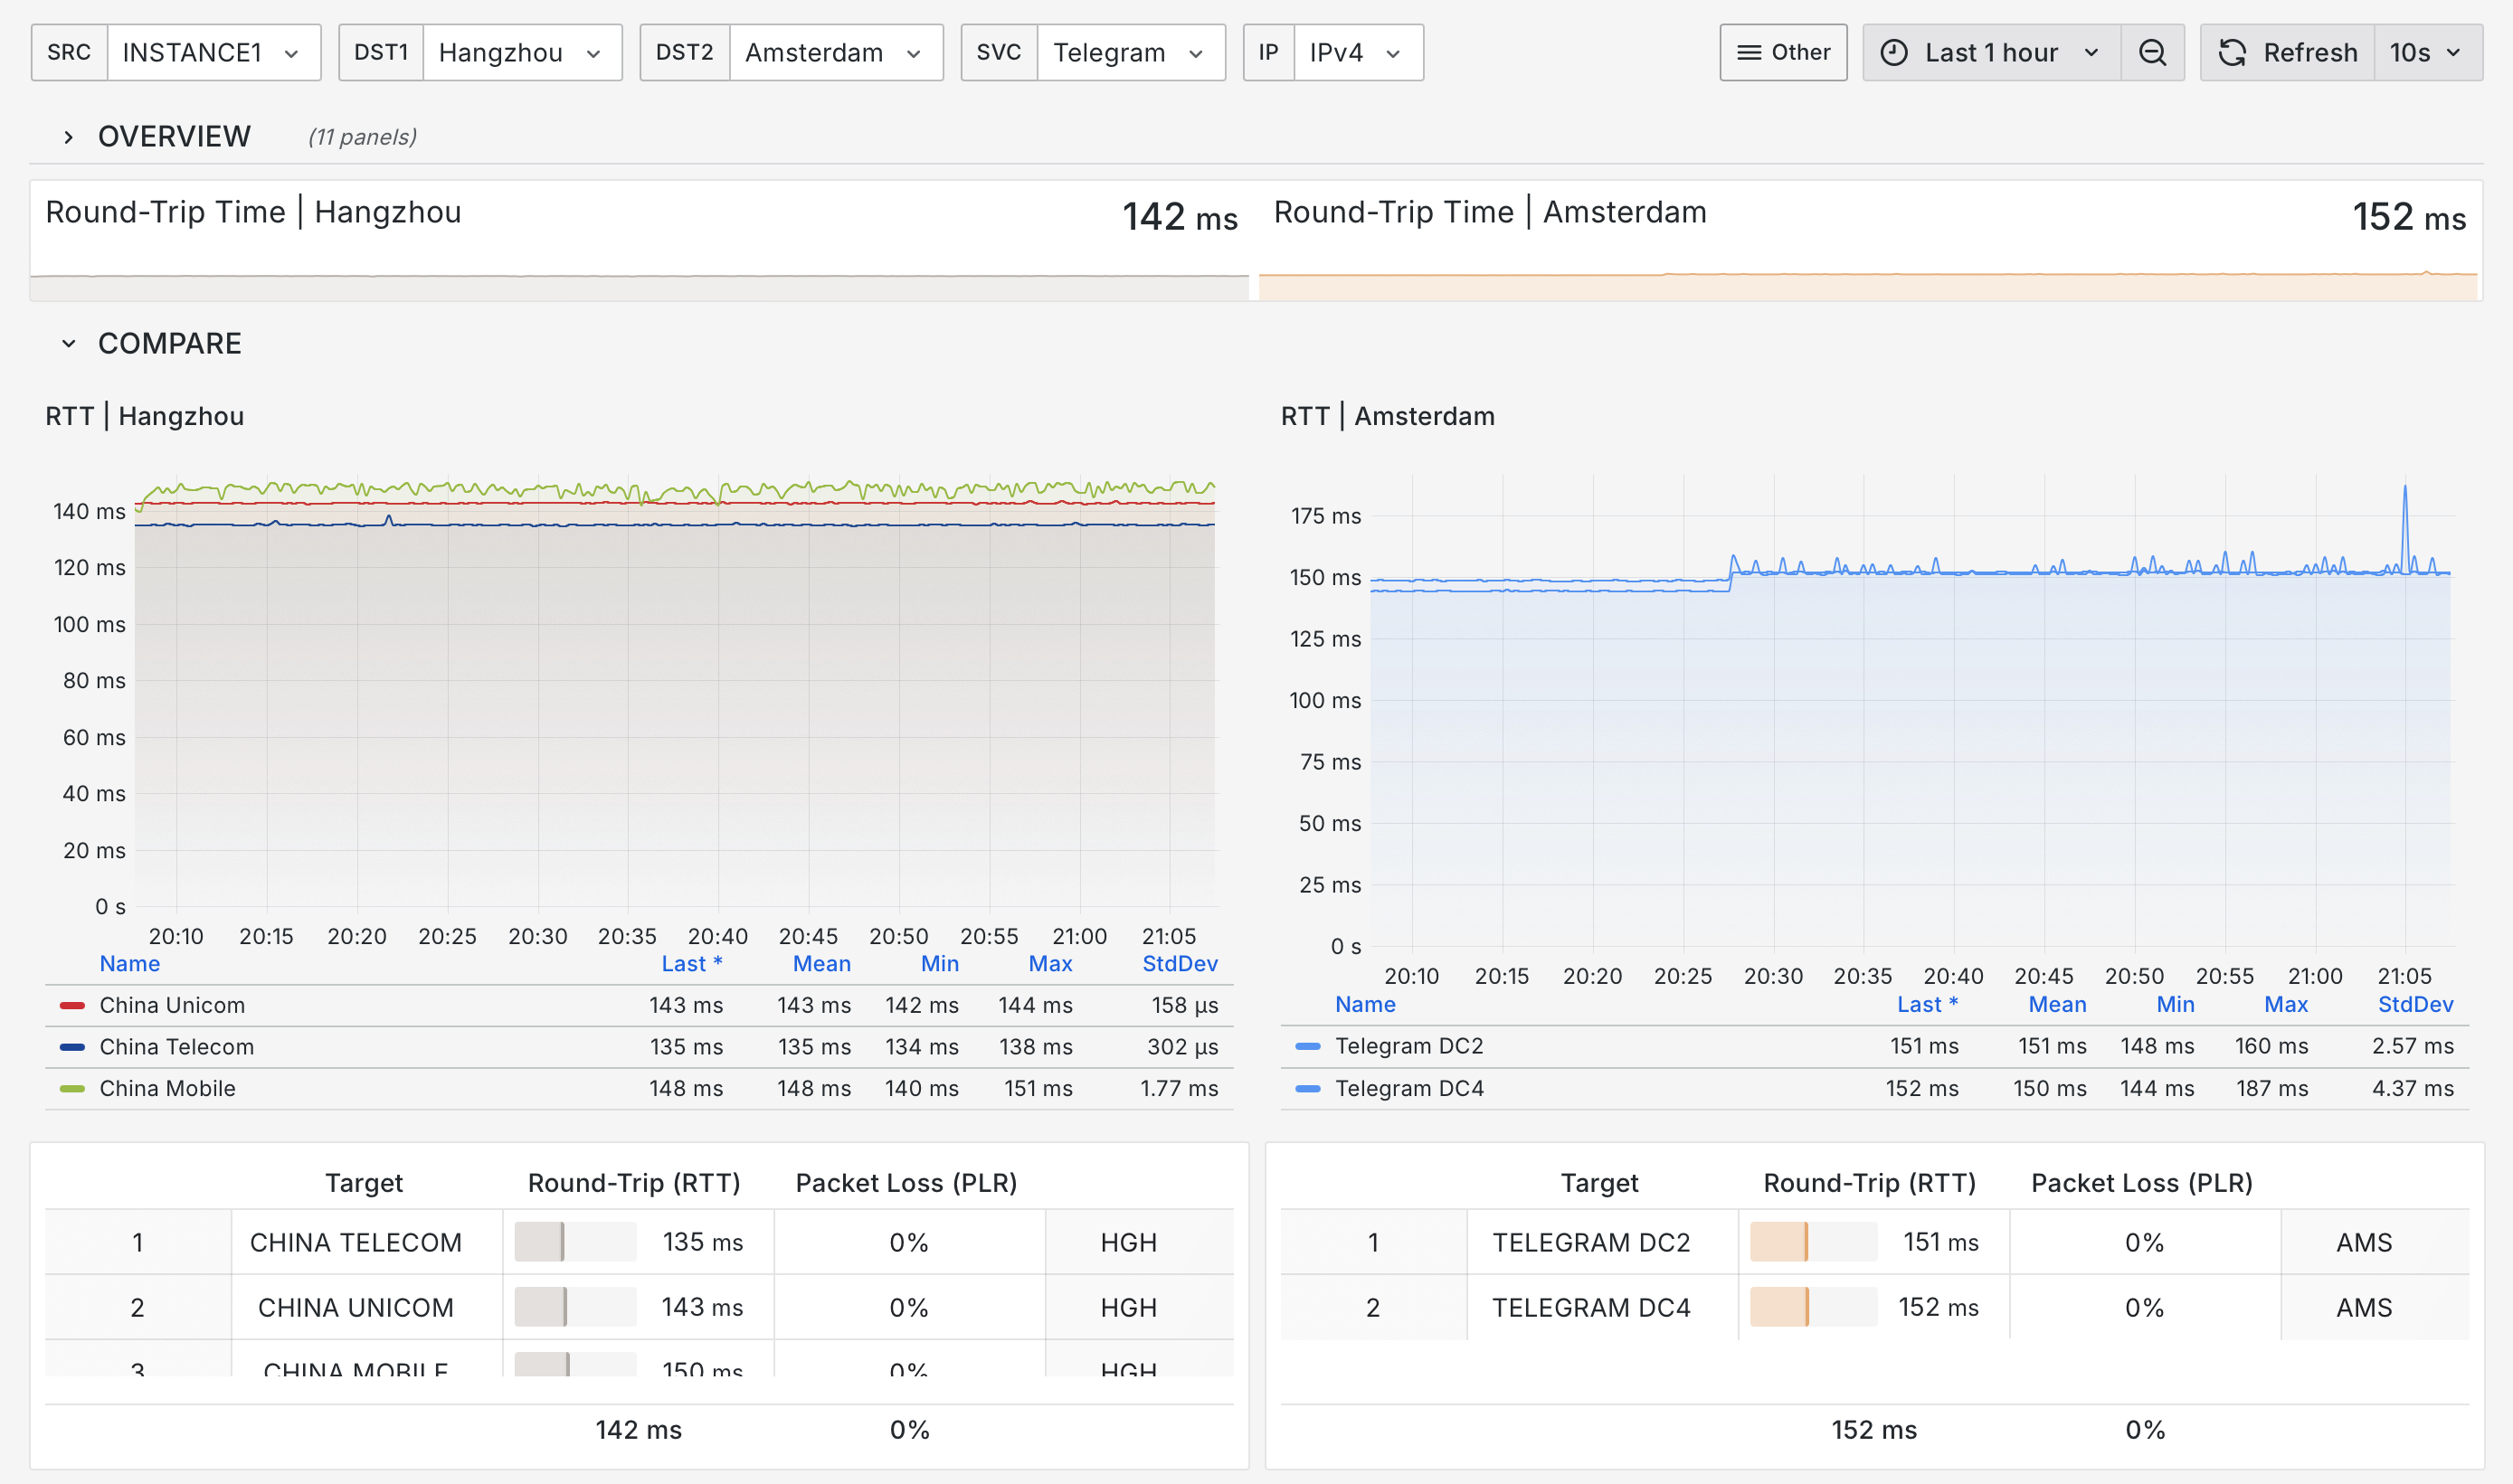 SRC INSTANCE1 DST1 Hangzhou DST2 Amsterdam SVC Telegram IP IPv4 Other Last 1 hour Refresh 10s
OVERVIEW (11 panels)
Round-Trip Time | Hangzhou 142 ms Round-Trip Time | Amsterdam 152 ms
COMPARE
RTT | Hangzhou
140 ms
120 ms
100 ms
80 ms
60 ms
40 ms
20 ms
0 s
20:10 20:15 20:20 20:25 20:30 20:35 20:40 20:45 20:50 20:55 21:00 21:05
Name Last * Mean Min Max StdDev
China Unicom 143 ms 143 ms 142 ms 144 ms 158 µs
China Telecom 135 ms 135 ms 134 ms 138 ms 302 µs
China Mobile 148 ms 148 ms 140 ms 151 ms 1.77 ms
RTT | Amsterdam
175 ms
150 ms
125 ms
100 ms
75 ms
50 ms
25 ms
0 s
20:10 20:15 20:20 20:25 20:30 20:35 20:40 20:45 20:50 20:55 21:00 21:05
Name Last * Mean Min Max StdDev
Telegram DC2 151 ms 151 ms 148 ms 160 ms 2.57 ms
Telegram DC4 152 ms 150 ms 144 ms 187 ms 4.37 ms
Target Round-Trip (RTT) Packet Loss (PLR)
1 CHINA TELECOM 135 ms 0% HGH
2 CHINA UNICOM 143 ms 0% HGH
3 CHINA MOBILE 150 ms 0% HGH
142 ms 0%
Target Round-Trip (RTT) Packet Loss (PLR)
1 TELEGRAM DC2 151 ms 0% AMS
2 TELEGRAM DC4 152 ms 0% AMS
152 ms 0%